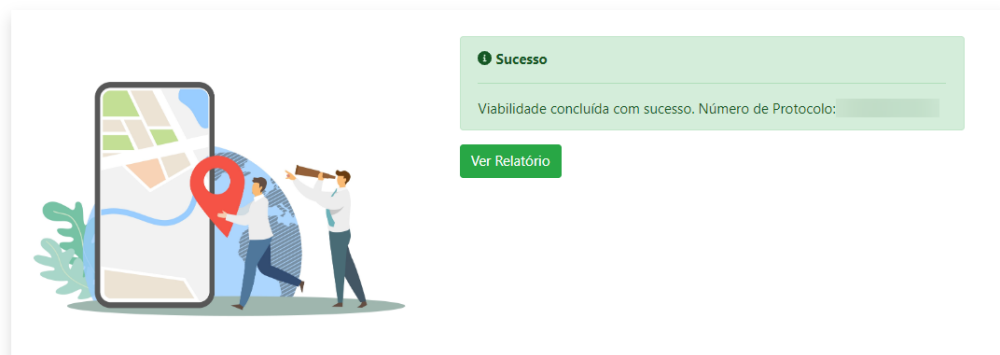 Sucesso
Viabilidade concluída com sucesso. Número de Protocolo:
Ver Relatório